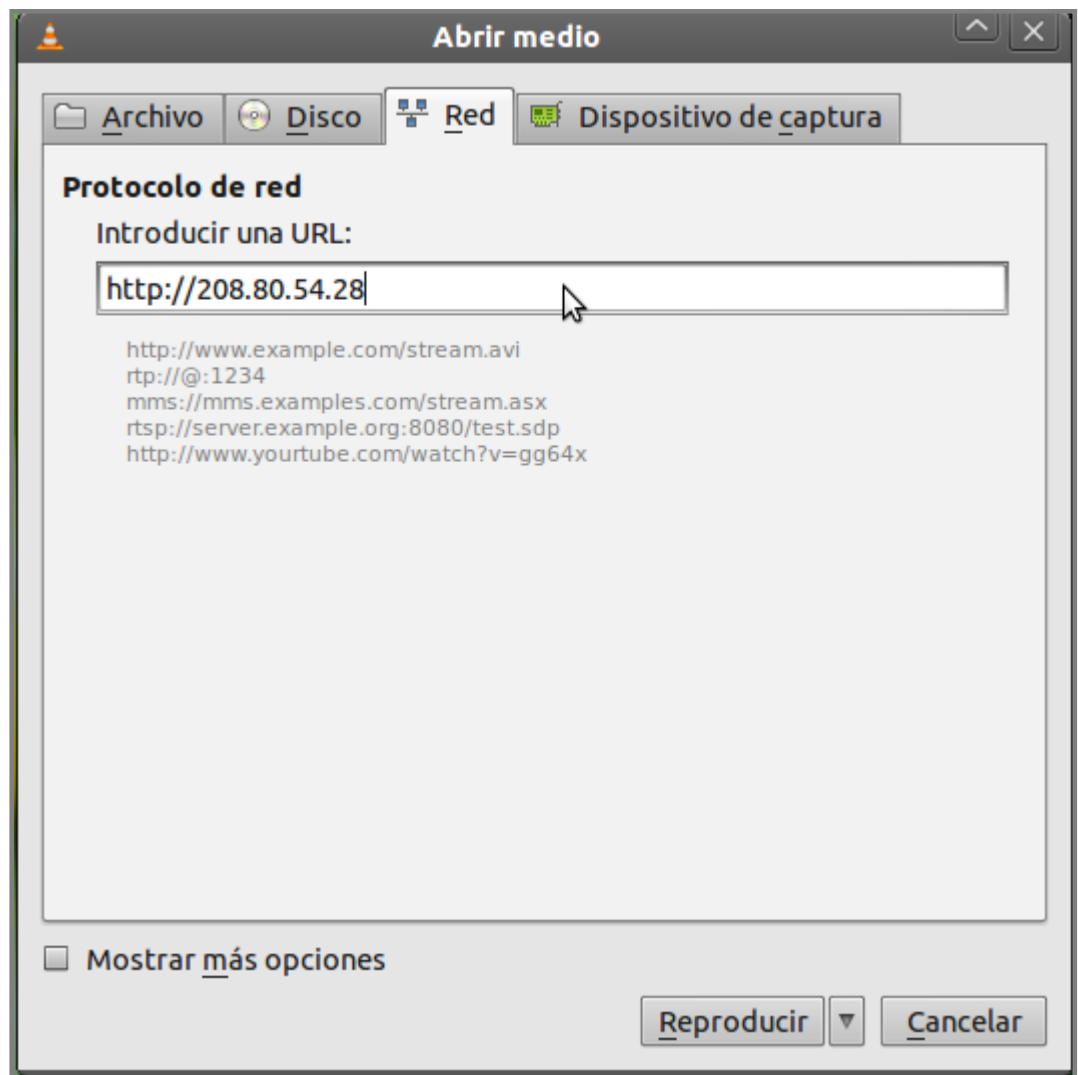 Abrir medio
Archivo Disco Red Dispositivo de captura
Protocolo de red
Introducir una URL:
http://208.80.54.28
http://www.example.com/stream.avi
rtp://@:1234
mms://mms.examples.com/stream.asx
rtsp://server.example.org:8080/test.sdp
http://www.yourtube.com/watch?v=gg64x
Mostrar más opciones
Reproducir Cancelar